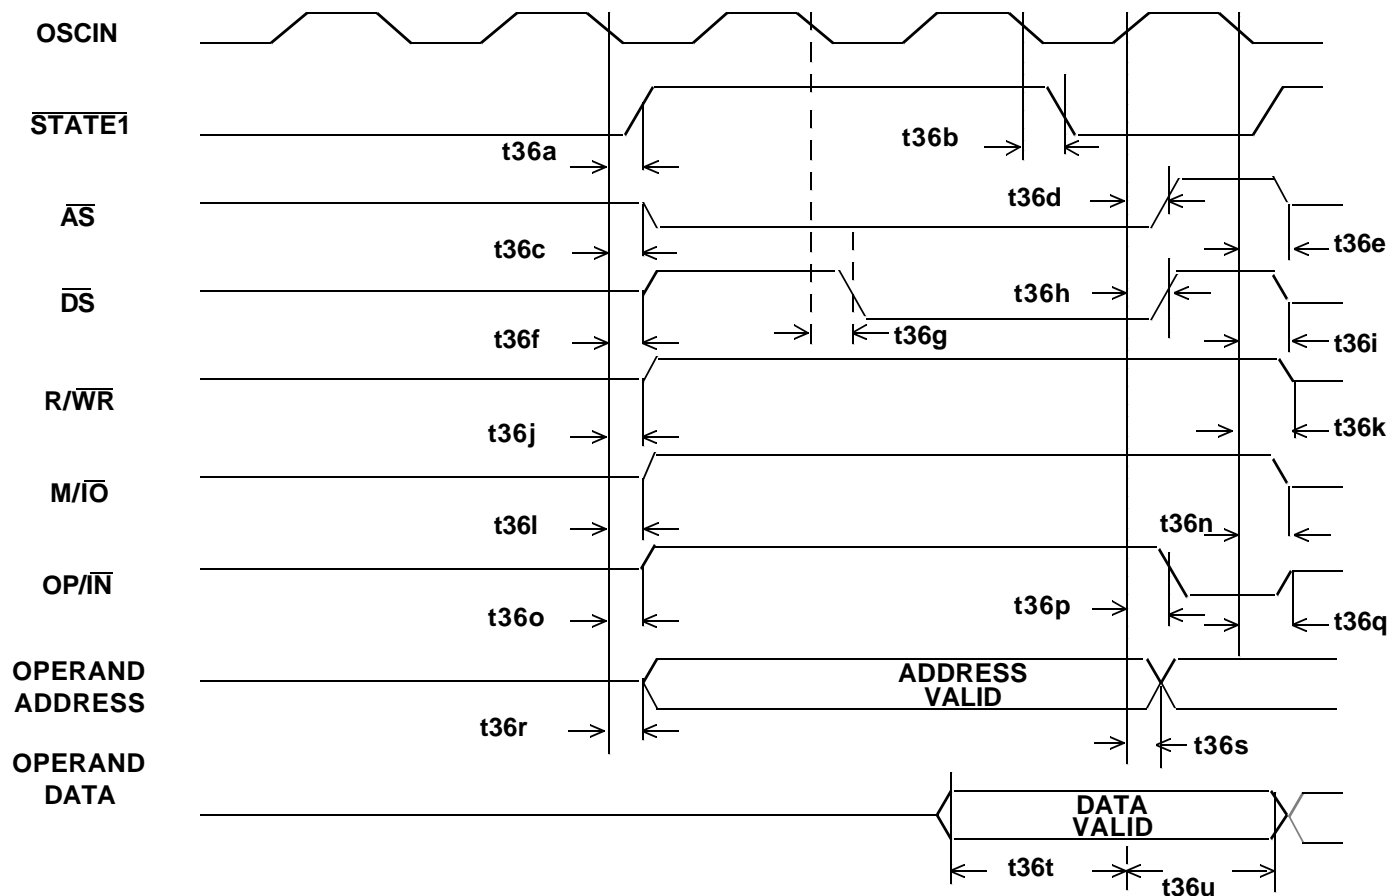 OSCIN
STATE1
t36a
t36b
AS
t36d
t36c
t36e
DS
t36h
t36f
t36g
t36i
R/WR
t36j
t36k
M/IO
t36l
t36n
OP/IN
t36o
t36p
t36q
OPERAND
ADDRESS
ADDRESS
VALID
t36r
t36s
OPERAND
DATA
DATA
VALID
t36t
t36u